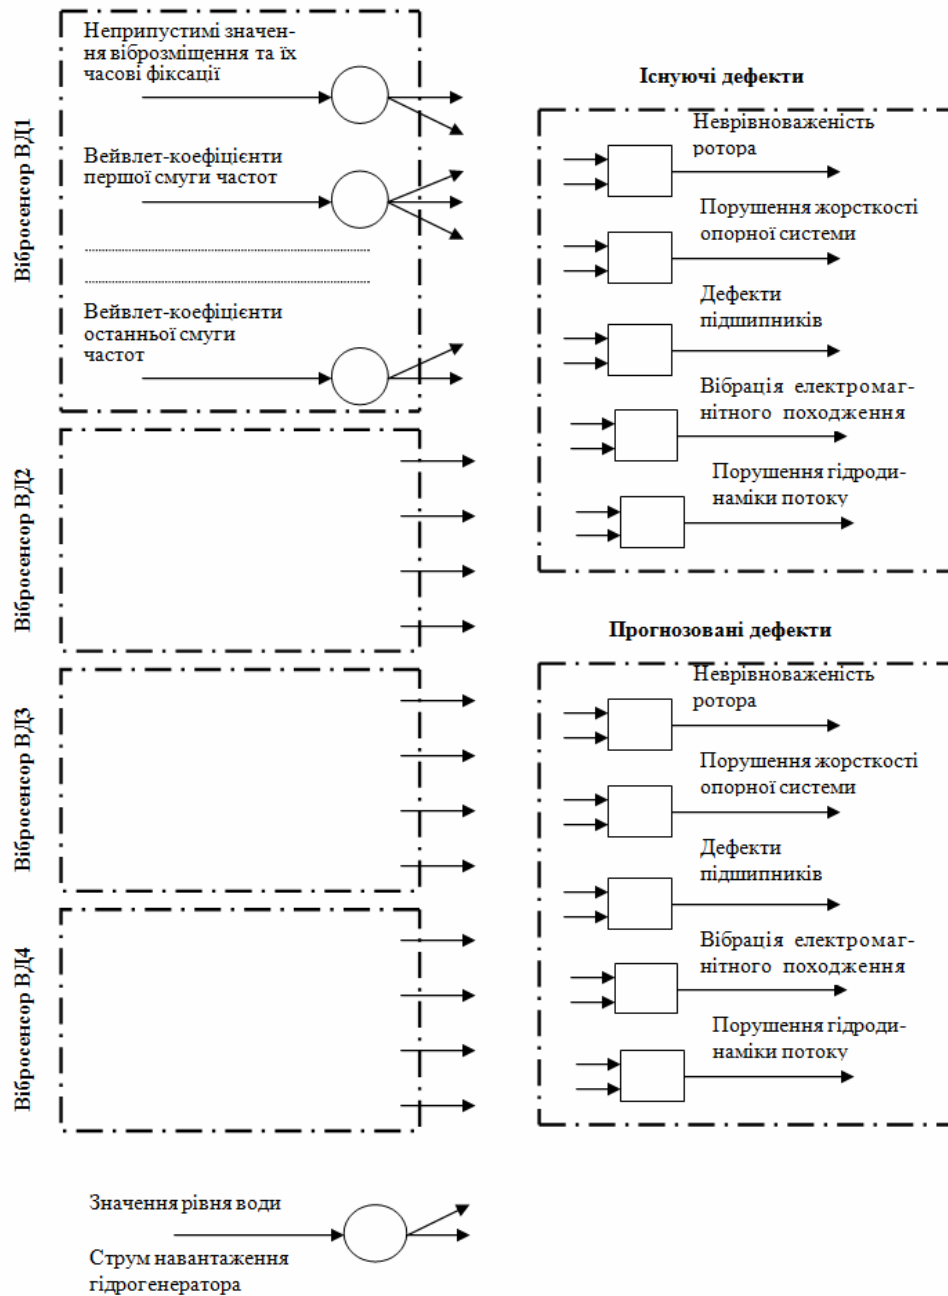 Вібросенсор ВД1
Неприпустимі значен-
ня віброзміщення та їх
часові фіксації
Вейвлет-коефіцієнти
першої смуги частот
Вейвлет-коефіцієнти
останньої смуги
частот
Вібросенсор ВД2
Вібросенсор ВД3
Вібросенсор ВД4
Значення рівня води
Струм навантаження
гідрогенератора
Існуючі дефекти
Неврівноваженість
ротора
Порушення жорсткості
опорної системи
Дефекти
підшипників
Вібрація електромаг-
нітного походження
Порушення гідроди-
наміки потоку
Прогнозовані дефекти
Неврівноваженість
ротора
Порушення жорсткості
опорної системи
Дефекти
підшипників
Вібрація електромаг-
нітного походження
Порушення гідроди-
наміки потоку